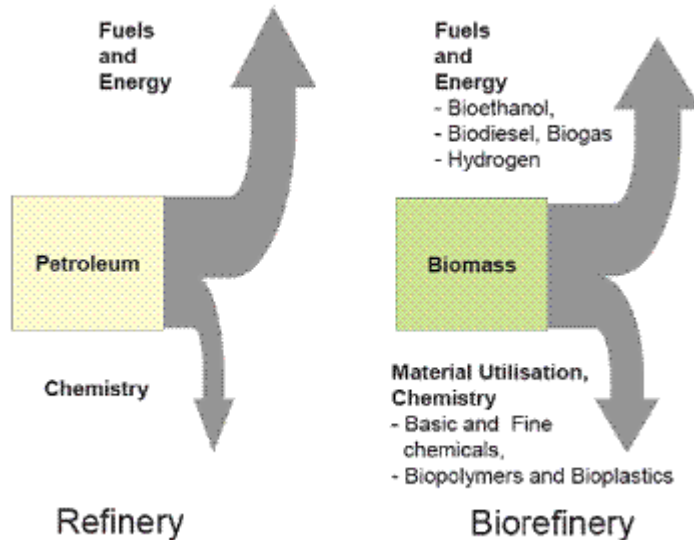 Fuels
and
Energy
Petroleum
Chemistry
Refinery
Fuels
and
Energy
- Bioethanol,
- Biodiesel, Biogas
- Hydrogen
Biomass
Material Utilisation,
Chemistry
- Basic and Fine
chemicals,
- Biopolymers and Bioplastics
Biorefinery